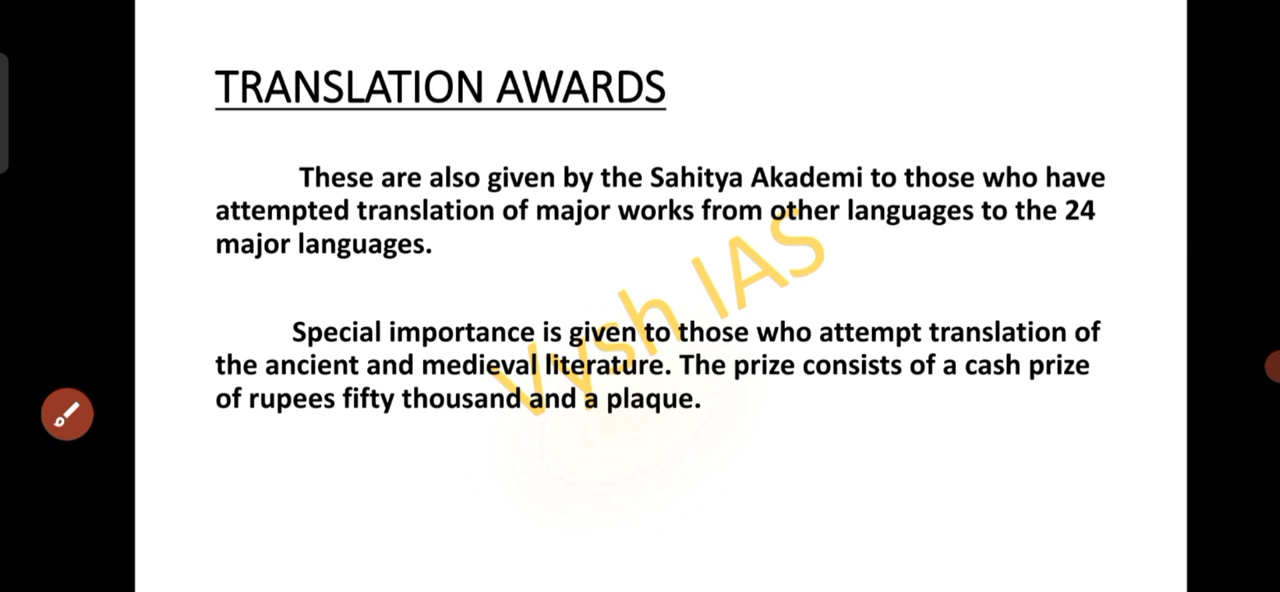 TRANSLATION AWARDS
These are also given by the Sahitya Akademi to those who have
attempted translation of major works from other languages to the 24
major languages.
Special importance is given to those who attempt translation of
the ancient and medieval literature. The prize consists of a cash prize
of rupees fifty thousand and a plaque.
Vvsh IAS